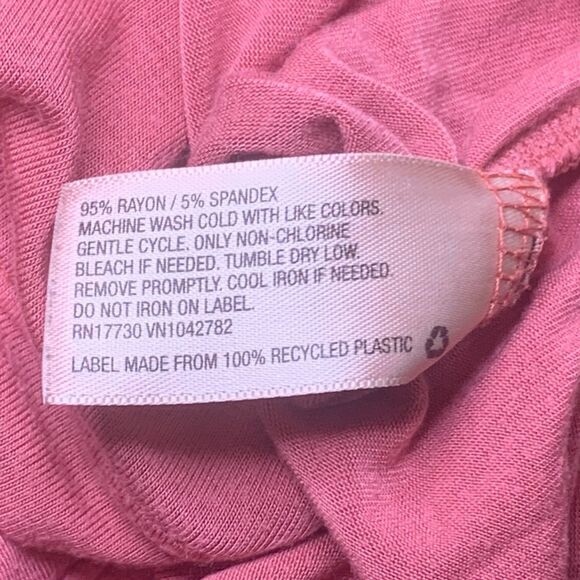 95% RAYON / 5% SPANDEX
MACHINE WASH COLD WITH LIKE COLORS.
GENTLE CYCLE. ONLY NON-CHLORINE
BLEACH IF NEEDED. TUMBLE DRY LOW.
REMOVE PROMPTLY. COOL IRON IF NEEDED.
DO NOT IRON ON LABEL.
RN17730 VN1042782
LABEL MADE FROM 100% RECYCLED PLASTIC